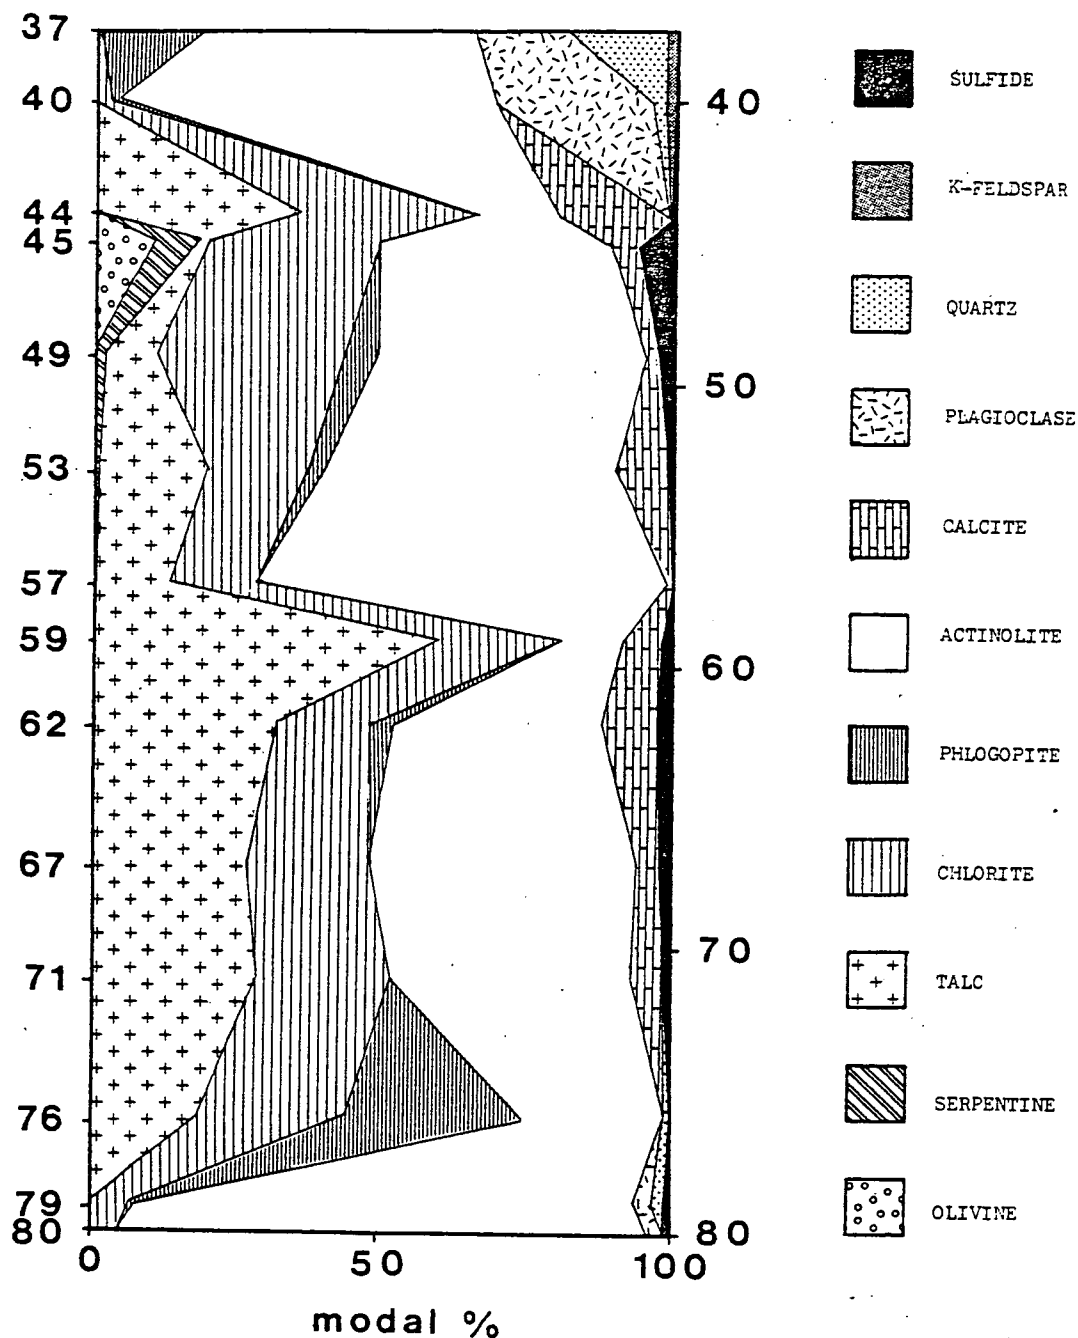 37
40
44
45
49
53
57
59
62
67
71
76
79
80
40
50
60
70
80
0 50 100
modal %
SULFIDE
K-FELDSPAR
QUARTZ
PLAGIOCLASE
CALCITE
ACTINOLITE
PHLOGOPITE
CHLORITE
TALC
SERPENTINE
OLIVINE